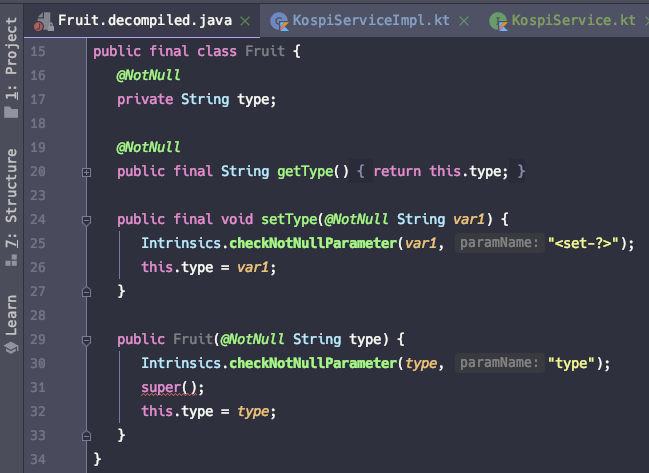 Fruit.decompiled.java × KospiServiceImpl.kt × KospiService.kt ×
1: Project
7: Structure
Learn
15 public final class Fruit {
16 @NotNull
17 private String type;
18
19 @NotNull
20 public final String getType() { return this.type; }
23
24 public final void setType(@NotNull String var1) {
25 Intrinsics.checkNotNullParameter(var1, paramName: "<set-?>");
26 this.type = var1;
27 }
28
29 public Fruit(@NotNull String type) {
30 Intrinsics.checkNotNullParameter(type, paramName: "type");
31 super();
32 this.type = type;
33 }
34 }